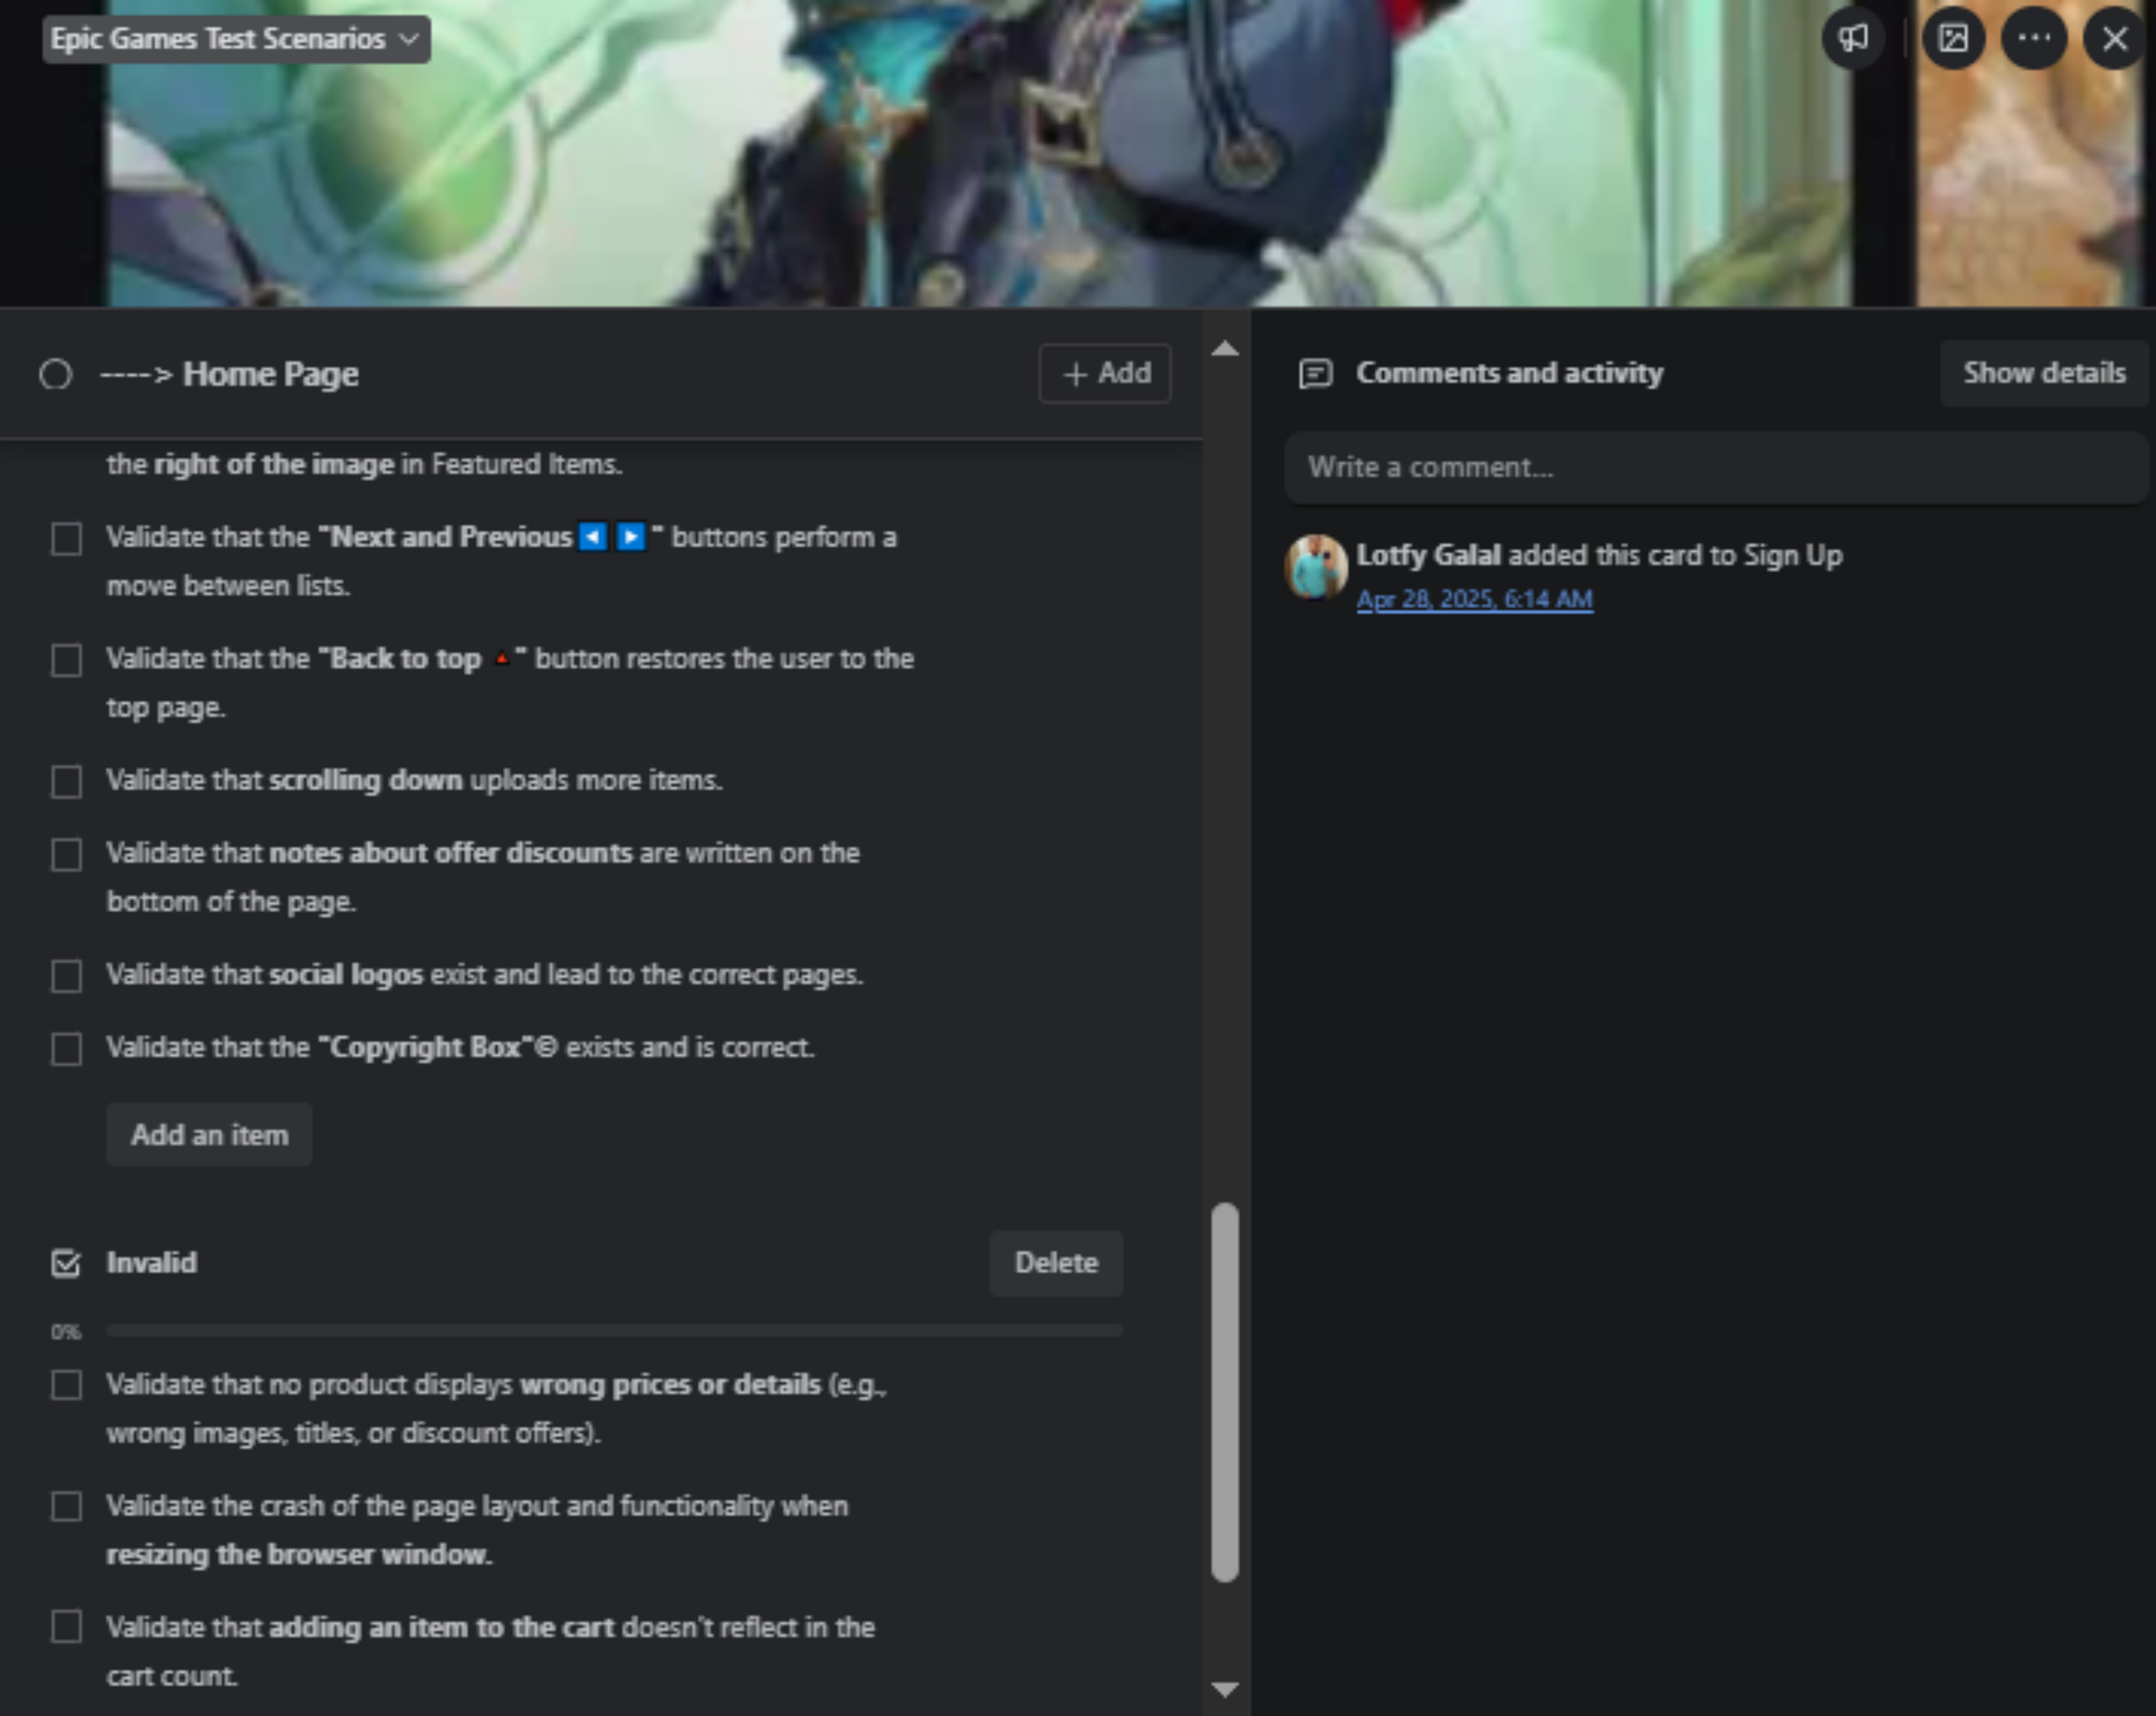 Epic Games Test Scenarios
----> Home Page
+ Add
the right of the image in Featured Items.
Validate that the "Next and Previous ◀ ▶ " buttons perform a
move between lists.
Validate that the "Back to top 🔺" button restores the user to the
top page.
Validate that scrolling down uploads more items.
Validate that notes about offer discounts are written on the
bottom of the page.
Validate that social logos exist and lead to the correct pages.
Validate that the "Copyright Box"© exists and is correct.
Add an item
Invalid
Delete
0%
Validate that no product displays wrong prices or details (e.g.,
wrong images, titles, or discount offers).
Validate the crash of the page layout and functionality when
resizing the browser window.
Validate that adding an item to the cart doesn't reflect in the
cart count.
Comments and activity
Show details
Write a comment...
Lotfy Galal added this card to Sign Up
Apr 28, 2025, 6:14 AM